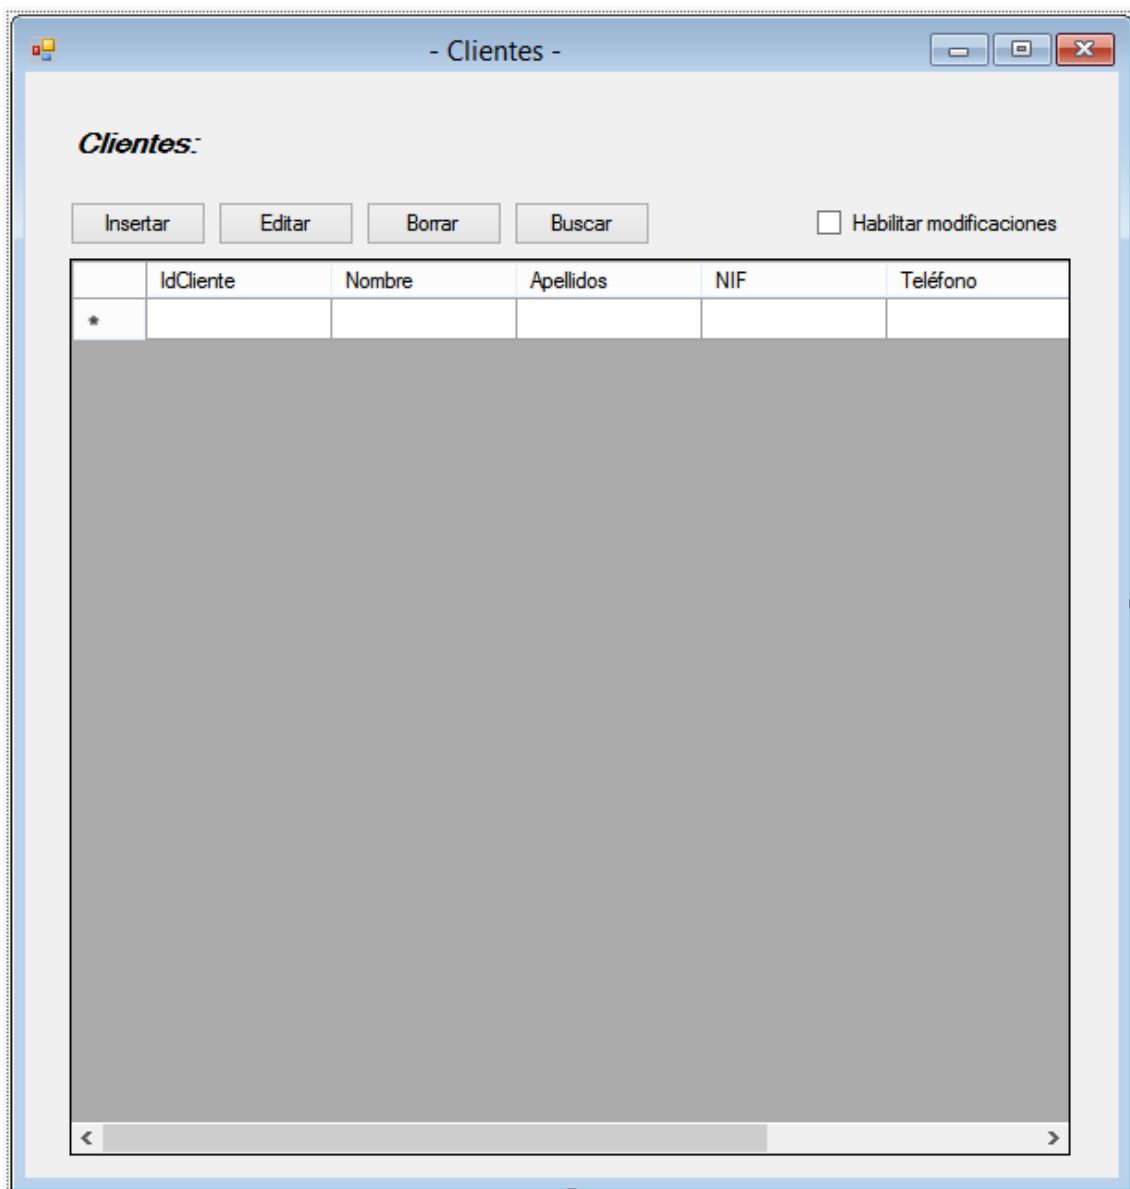 - Clientes -
Clientes:
Insertar Editar Borrar Buscar Habilitar modificaciones
IdCliente Nombre Apellidos NIF Teléfono
*